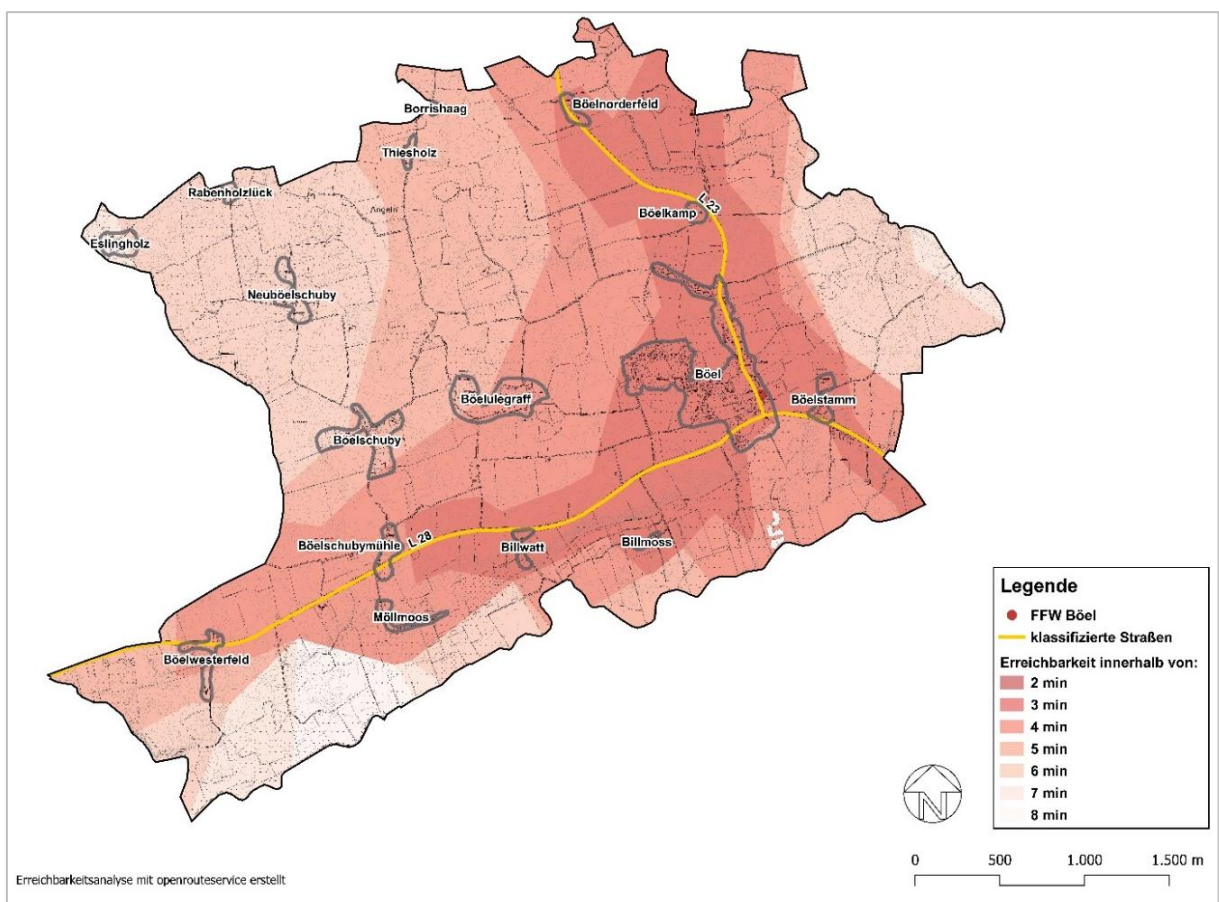 Böelnorderfeld
Borrishaag
Thiesholz
Rabenholzlück
Angeln
L 23
Böelkamp
Eslingholz
Neuböelschuby
Böel
Böelulegraff
Böelstamm
Böelschuby
Böelschubymühle
L 28
Billwatt
Billmoss
Möllmoos
Böelwesterfeld
Legende
FFW Böel
klassifizierte Straßen
Erreichbarkeit innerhalb von:
2 min
3 min
4 min
5 min
6 min
7 min
8 min
N
0 500 1.000 1.500 m
Erreichbarkeitsanalyse mit openrouteservice erstellt